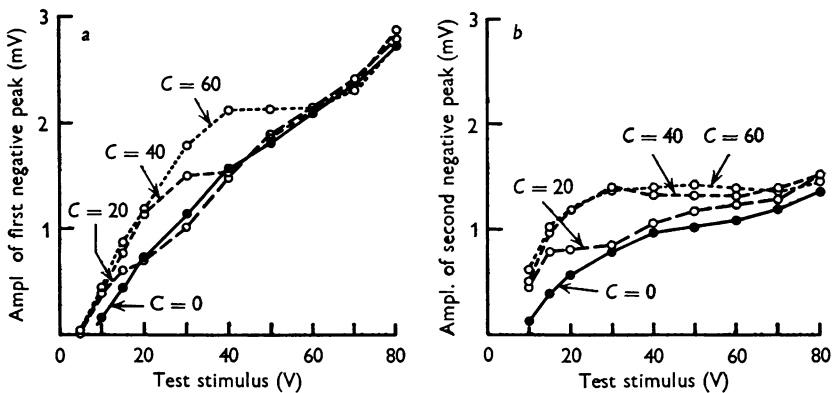 a
Ampl of first negative peak (mV)
3
2
1
C = 60
C = 40
C = 20
C = 0
0
20
40
60
80
Test stimulus (V)
b
Ampl. of second negative peak (mV)
3
2
1
C = 40
C = 60
C = 20
C = 0
0
20
40
60
80
Test stimulus (V)